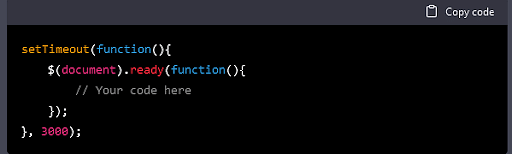 Copy code
setTimeout(function(){
    $(document).ready(function(){
        // Your code here
    });
}, 3000);